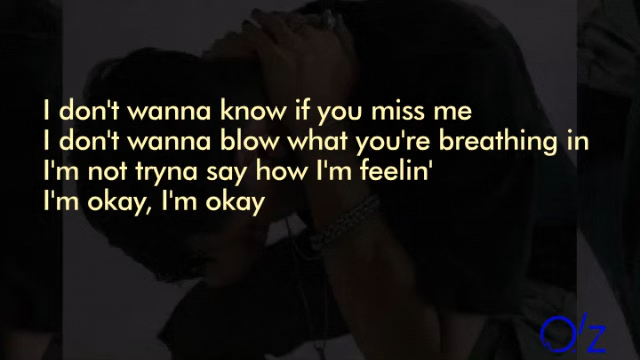 I don't wanna know if you miss me
I don't wanna blow what you're breathing in
I'm not tryna say how I'm feelin'
I'm okay, I'm okay
O'z